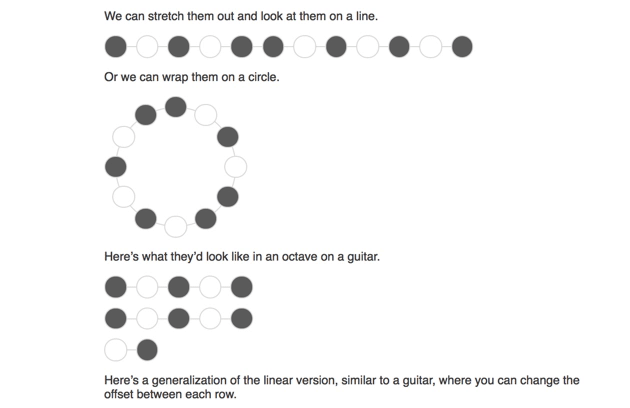 We can stretch them out and look at them on a line.
Or we can wrap them on a circle.
Here’s what they’d look like in an octave on a guitar.
Here’s a generalization of the linear version, similar to a guitar, where you can change the
offset between each row.